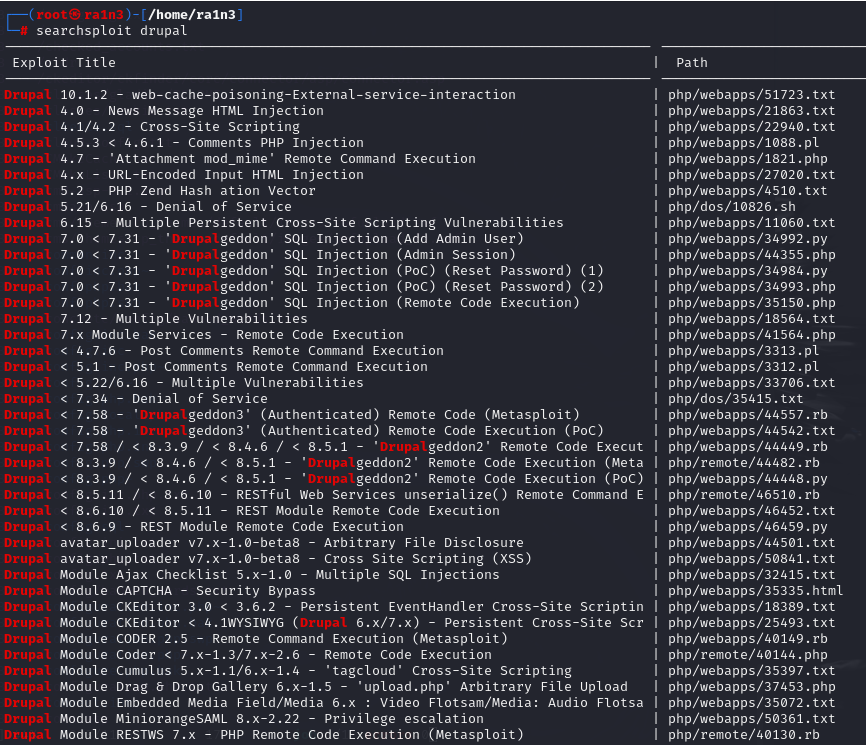 (root㉿ra1n3)-[/home/ra1n3]
# searchsploit drupal
Exploit Title | Path
Drupal 10.1.2 - web-cache-poisoning-External-service-interaction | php/webapps/51723.txt
Drupal 4.0 - News Message HTML Injection | php/webapps/21863.txt
Drupal 4.1/4.2 - Cross-Site Scripting | php/webapps/22940.txt
Drupal 4.5.3 < 4.6.1 - Comments PHP Injection | php/webapps/1088.pl
Drupal 4.7 - 'Attachment mod_mime' Remote Command Execution | php/webapps/1821.php
Drupal 4.x - URL-Encoded Input HTML Injection | php/webapps/27020.txt
Drupal 5.2 - PHP Zend Hash ation Vector | php/webapps/4510.txt
Drupal 5.21/6.16 - Denial of Service | php/dos/10826.sh
Drupal 6.15 - Multiple Persistent Cross-Site Scripting Vulnerabilities | php/webapps/11060.txt
Drupal 7.0 < 7.31 - 'Drupalgeddon' SQL Injection (Add Admin User) | php/webapps/34992.py
Drupal 7.0 < 7.31 - 'Drupalgeddon' SQL Injection (Admin Session) | php/webapps/44355.php
Drupal 7.0 < 7.31 - 'Drupalgeddon' SQL Injection (PoC) (Reset Password) (1) | php/webapps/34984.py
Drupal 7.0 < 7.31 - 'Drupalgeddon' SQL Injection (PoC) (Reset Password) (2) | php/webapps/34993.php
Drupal 7.0 < 7.31 - 'Drupalgeddon' SQL Injection (Remote Code Execution) | php/webapps/35150.php
Drupal 7.12 - Multiple Vulnerabilities | php/webapps/18564.txt
Drupal 7.x Module Services - Remote Code Execution | php/webapps/41564.php
Drupal < 4.7.6 - Post Comments Remote Command Execution | php/webapps/3313.pl
Drupal < 5.1 - Post Comments Remote Command Execution | php/webapps/3312.pl
Drupal < 5.22/6.16 - Multiple Vulnerabilities | php/webapps/33706.txt
Drupal < 7.34 - Denial of Service | php/dos/35415.txt
Drupal < 7.58 - 'Drupalgeddon3' (Authenticated) Remote Code (Metasploit) | php/webapps/44557.rb
Drupal < 7.58 - 'Drupalgeddon3' (Authenticated) Remote Code Execution (PoC) | php/webapps/44542.txt
Drupal < 7.58 / < 8.3.9 / < 8.4.6 / < 8.5.1 - 'Drupalgeddon2' Remote Code Execut | php/webapps/44449.rb
Drupal < 8.3.9 / < 8.4.6 / < 8.5.1 - 'Drupalgeddon2' Remote Code Execution (Meta | php/remote/44482.rb
Drupal < 8.3.9 / < 8.4.6 / < 8.5.1 - 'Drupalgeddon2' Remote Code Execution (PoC) | php/webapps/44448.py
Drupal < 8.5.11 / < 8.6.10 - RESTful Web Services unserialize() Remote Command E | php/remote/46510.rb
Drupal < 8.6.10 / < 8.5.11 - REST Module Remote Code Execution | php/webapps/46452.txt
Drupal < 8.6.9 - REST Module Remote Code Execution | php/webapps/46459.py
Drupal avatar_uploader v7.x-1.0-beta8 - Arbitrary File Disclosure | php/webapps/44501.txt
Drupal avatar_uploader v7.x-1.0-beta8 - Cross Site Scripting (XSS) | php/webapps/50841.txt
Drupal Module Ajax Checklist 5.x-1.0 - Multiple SQL Injections | php/webapps/32415.txt
Drupal Module CAPTCHA - Security Bypass | php/webapps/35335.html
Drupal Module CKEditor 3.0 < 3.6.2 - Persistent EventHandler Cross-Site Scriptin | php/webapps/18389.txt
Drupal Module CKEditor < 4.1WYSIWYG (Drupal 6.x/7.x) - Persistent Cross-Site Scr | php/webapps/25493.txt
Drupal Module CODER 2.5 - Remote Command Execution (Metasploit) | php/webapps/40149.rb
Drupal Module Coder < 7.x-1.3/7.x-2.6 - Remote Code Execution | php/remote/40144.php
Drupal Module Cumulus 5.x-1.1/6.x-1.4 - 'tagcloud' Cross-Site Scripting | php/webapps/35397.txt
Drupal Module Drag & Drop Gallery 6.x-1.5 - 'upload.php' Arbitrary File Upload | php/webapps/37453.php
Drupal Module Embedded Media Field/Media 6.x : Video Flotsam/Media: Audio Flotsa | php/webapps/35072.txt
Drupal Module MiniorangeSAML 8.x-2.22 - Privilege escalation | php/webapps/50361.txt
Drupal Module RESTWS 7.x - PHP Remote Code Execution (Metasploit) | php/remote/40130.rb